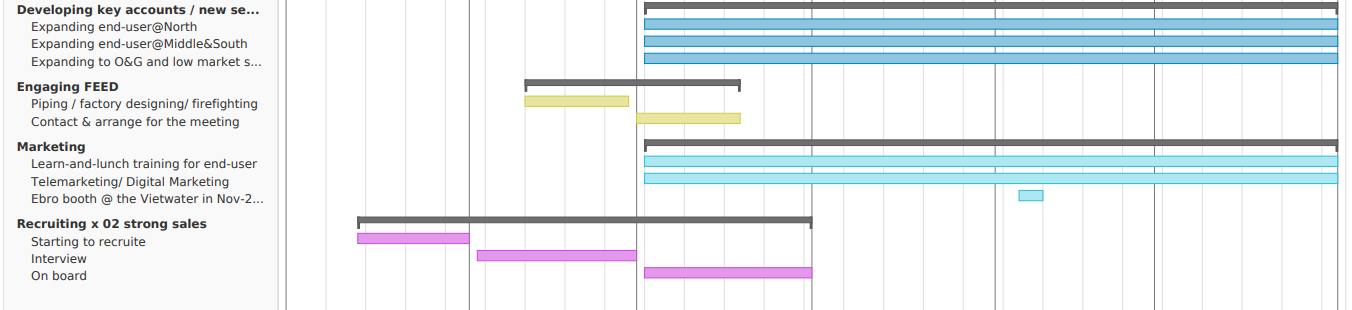 Developing key accounts / new se...
Expanding end-user@North
Expanding end-user@Middle&South
Expanding to O&G and low market s...
Engaging FEED
Piping / factory designing/ firefighting
Contact & arrange for the meeting
Marketing
Learn-and-lunch training for end-user
Telemarketing/ Digital Marketing
Ebro booth @ the Vietwater in Nov-2...
Recruiting x 02 strong sales
Starting to recruite
Interview
On board